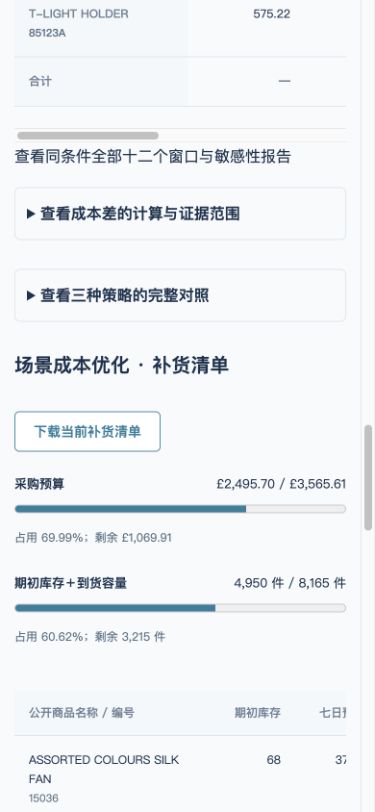 T-LIGHT HOLDER 575.22
85123A
合计 —
查看同条件全部十二个窗口与敏感性报告
▶ 查看成本差的计算与证据范围
▶ 查看三种策略的完整对照
场景成本优化 · 补货清单
下载当前补货清单
采购预算 £2,495.70 / £3,565.61
占用 69.99%；剩余 £1,069.91
期初库存＋到货容量 4,950 件 / 8,165 件
占用 60.62%；剩余 3,215 件
公开商品名称 / 编号 期初库存 七日
ASSORTED COLOURS SILK 68 37
FAN
15036